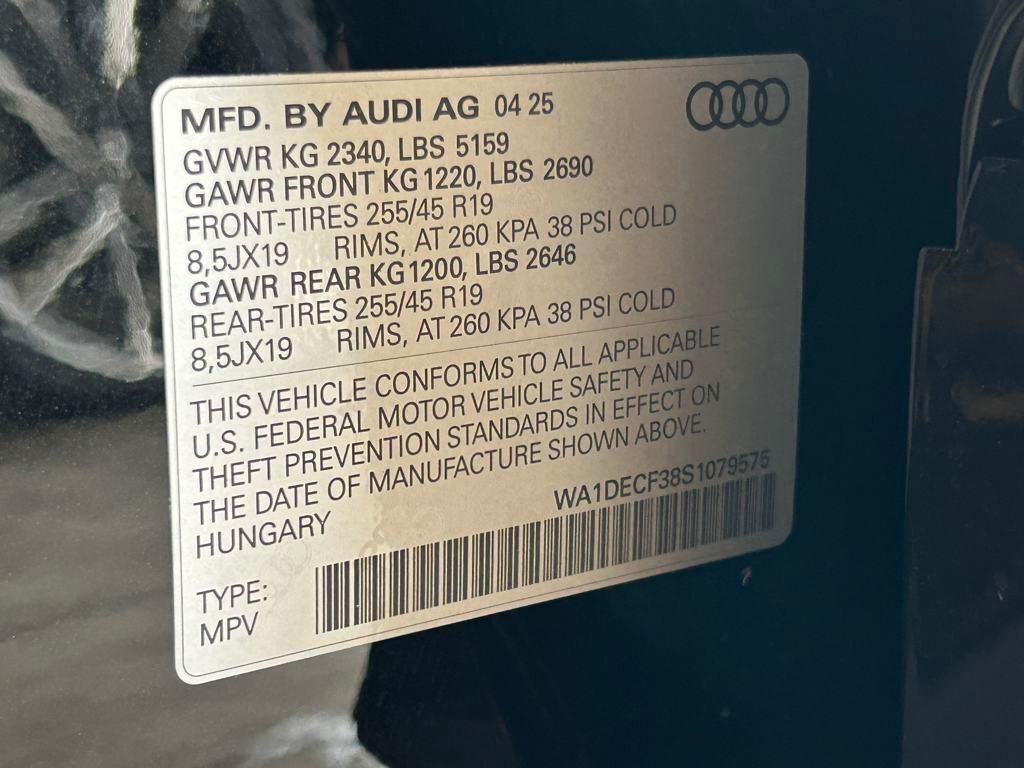 MFD. BY AUDI AG 04 25
GVWR KG 2340, LBS 5159
GAWR FRONT KG 1220, LBS 2690
FRONT-TIRES 255/45 R19
8,5JX19 RIMS, AT 260 KPA 38 PSI COLD
GAWR REAR KG 1200, LBS 2646
REAR-TIRES 255/45 R19
8,5JX19 RIMS, AT 260 KPA 38 PSI COLD
THIS VEHICLE CONFORMS TO ALL APPLICABLE
U.S. FEDERAL MOTOR VEHICLE SAFETY AND
THEFT PREVENTION STANDARDS IN EFFECT ON
THE DATE OF MANUFACTURE SHOWN ABOVE.
HUNGARY
WA1DECF38S1079575
TYPE:
MPV